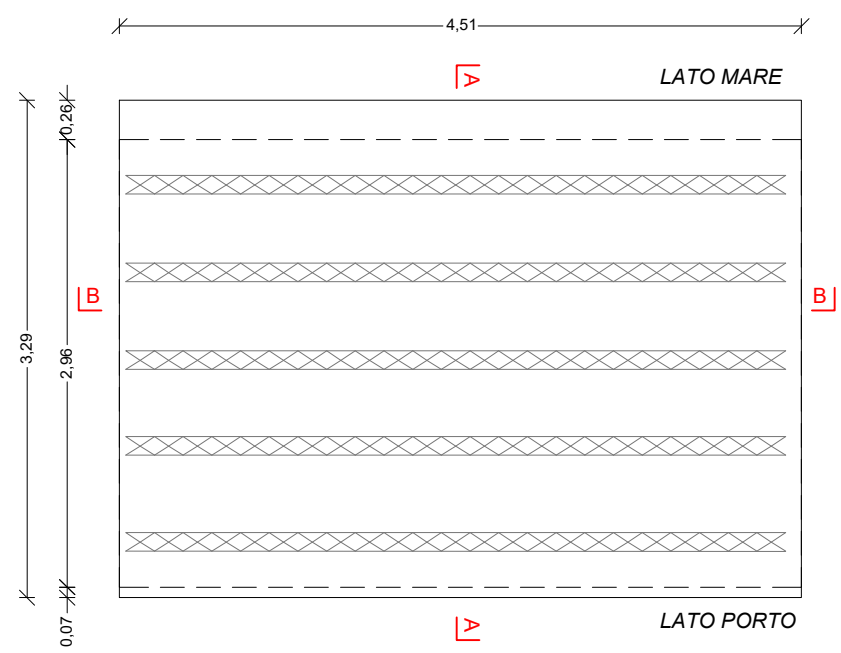 4,51
A
LATO MARE
0,26
B
B
3,29
2,96
0,07
A
LATO PORTO